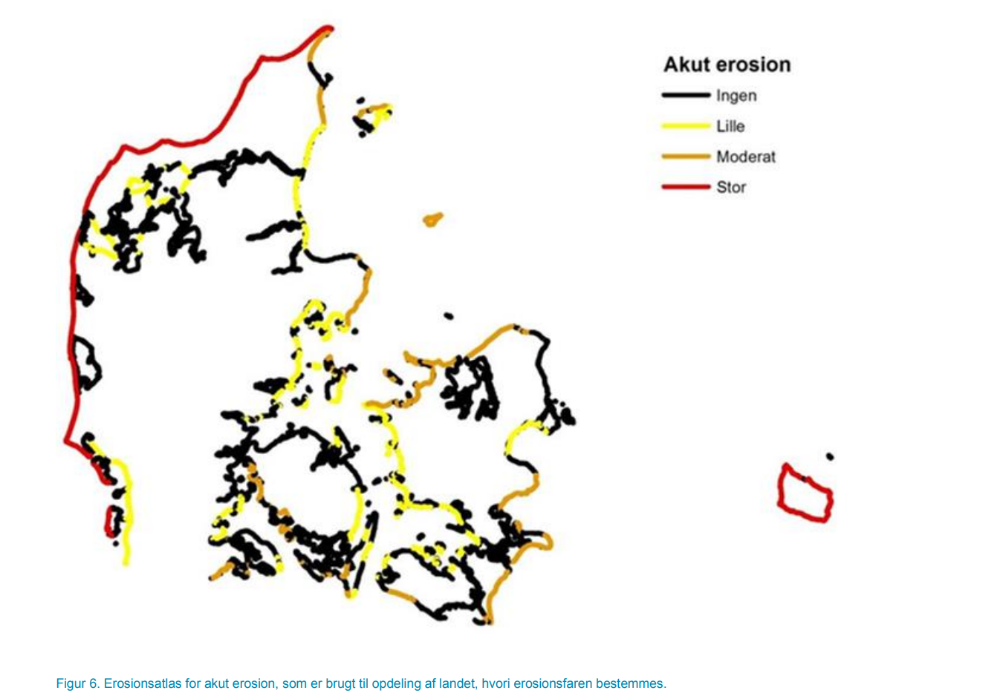 Akut erosion
Ingen
Lille
Moderat
Stor
Figur 6. Erosionsatlas for akut erosion, som er brugt til opdeling af landet, hvori erosionsfaren bestemmes.